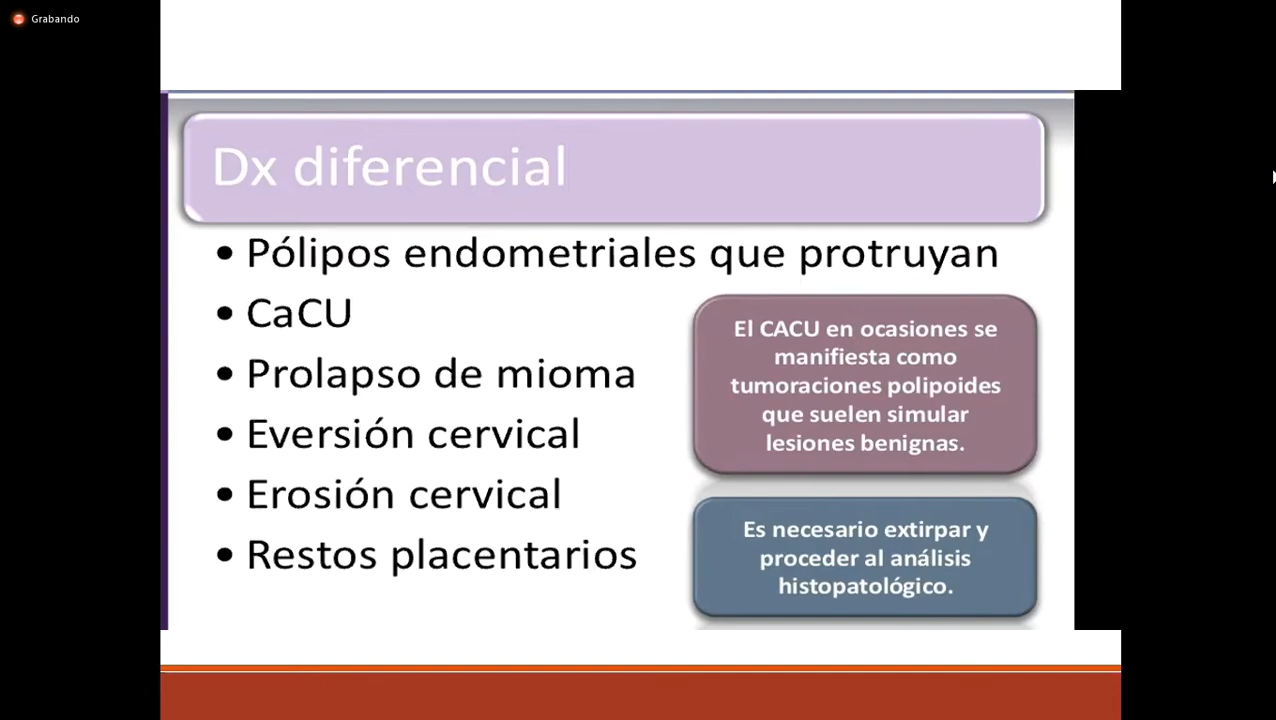 Grabando
Dx diferencial
• Pólipos endometriales que protruyan
• CaCU
• Prolapso de mioma
• Eversión cervical
• Erosión cervical
• Restos placentarios
El CACU en ocasiones se
manifiesta como
tumoraciones polipoides
que suelen simular
lesiones benignas.
Es necesario extirpar y
proceder al análisis
histopatológico.